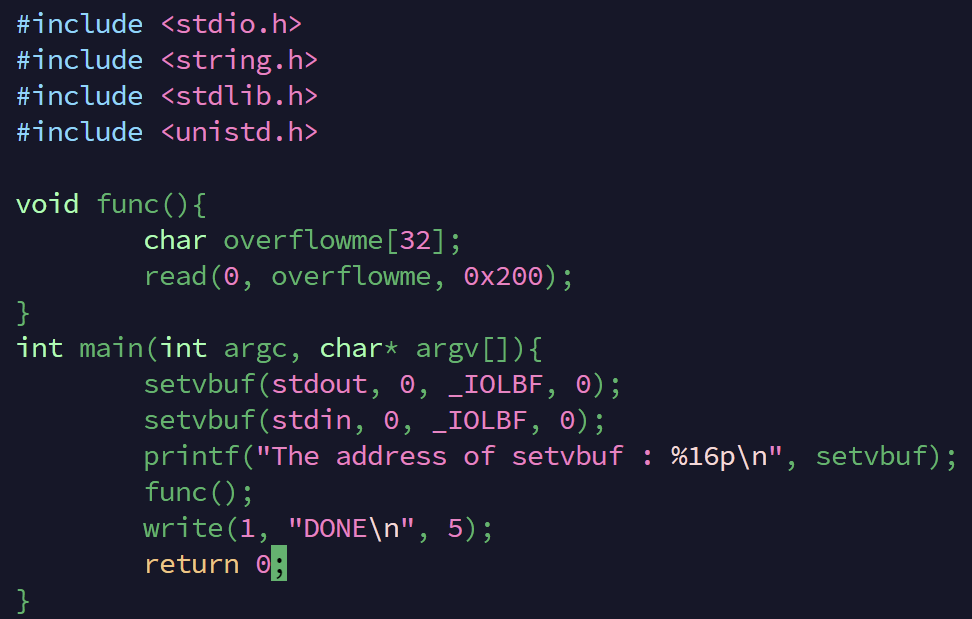 #include <stdio.h>
#include <string.h>
#include <stdlib.h>
#include <unistd.h>
void func(){
        char overflowme[32];
        read(0, overflowme, 0x200);
}
int main(int argc, char* argv[]){
        setvbuf(stdout, 0, _IOLBF, 0);
        setvbuf(stdin, 0, _IOLBF, 0);
        printf("The address of setvbuf : %16p\n", setvbuf);
        func();
        write(1, "DONE\n", 5);
        return 0;
}